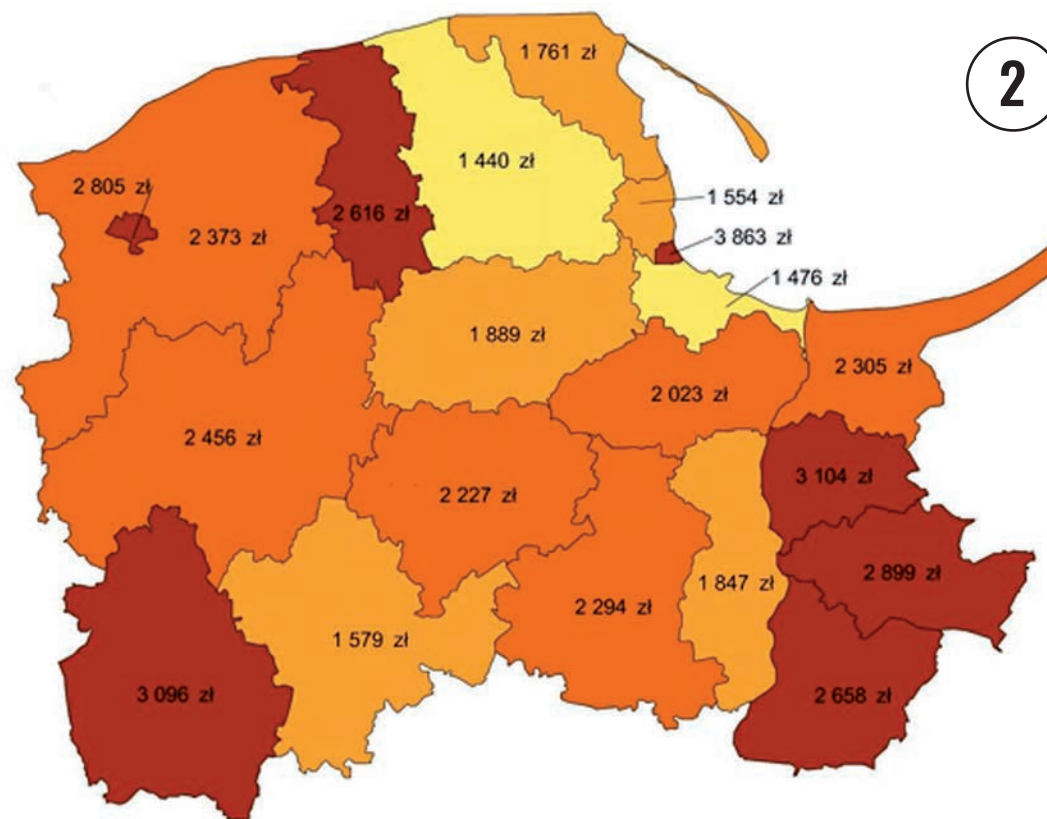 1 761 zł
2
1 440 zł
2 805 zł
1 554 zł
2 616 zł
2 373 zł
3 863 zł
1 476 zł
1 889 zł
2 305 zł
2 023 zł
2 456 zł
3 104 zł
2 227 zł
2 899 zł
1 847 zł
2 294 zł
1 579 zł
3 096 zł
2 658 zł